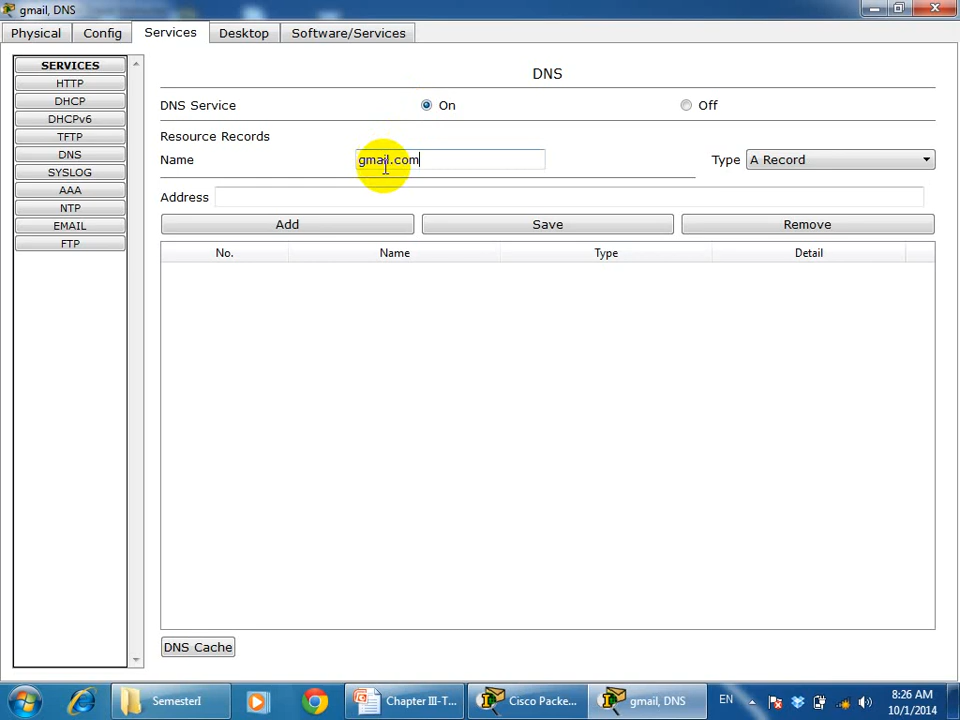 gmail, DNS
Physical Config Services Desktop Software/Services
SERVICES
HTTP
DHCP
DHCPv6
TFTP
DNS
SYSLOG
AAA
NTP
EMAIL
FTP
DNS
DNS Service On Off
Resource Records
Name gmail.com Type A Record
Address
Add Save Remove
No. Name Type Detail
DNS Cache
SemesterI Chapter III-T... Cisco Packe... gmail, DNS EN 8:26 AM
10/1/2014